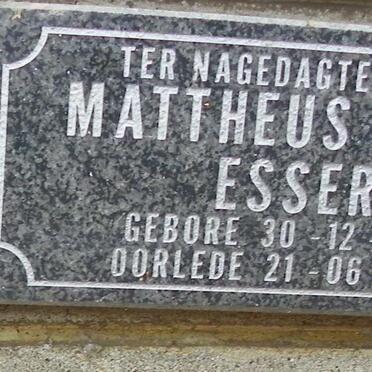 TER NAGEDAGTE
MATTHEUS
ESSER
GEBORE 30-12-
OORLEDE 21-06